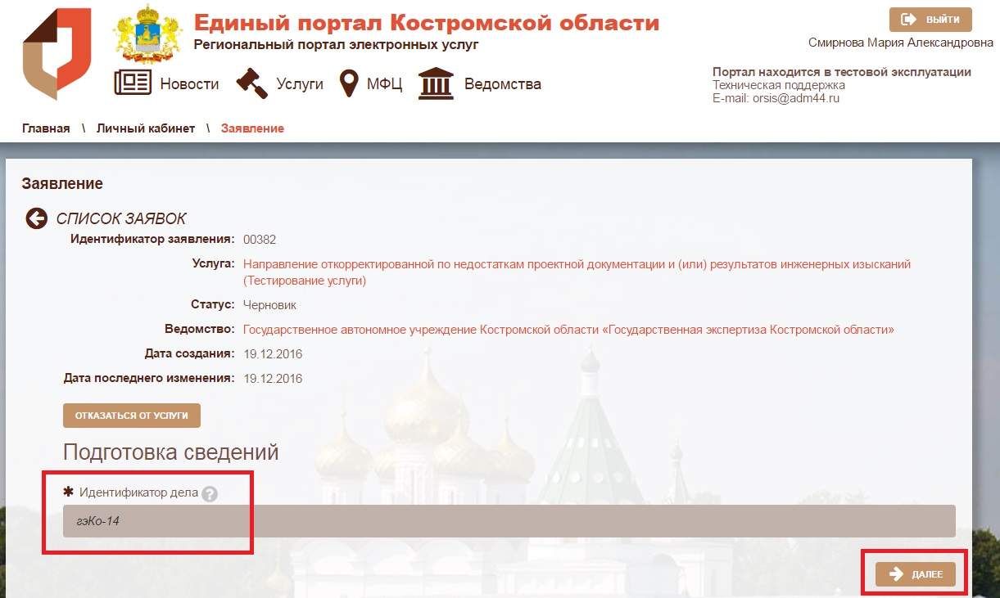 Единый портал Костромской области
Региональный портал электронных услуг
ВЫЙТИ
Смирнова Мария Александровна
Новости
Услуги
МФЦ
Ведомства
Портал находится в тестовой эксплуатации
Техническая поддержка
E-mail: orsis@adm44.ru
Главная \ Личный кабинет \ Заявление
Заявление
СПИСОК ЗАЯВОК
Идентификатор заявления: 00382
Услуга: Направление откорректированной по недостаткам проектной документации и (или) результатов инженерных изысканий
(Тестирование услуги)
Статус: Черновик
Ведомство: Государственное автономное учреждение Костромской области «Государственная экспертиза Костромской области»
Дата создания: 19.12.2016
Дата последнего изменения: 19.12.2016
ОТКАЗАТЬСЯ ОТ УСЛУГИ
Подготовка сведений
✱ Идентификатор дела ?
гэКо-14
ДАЛЕЕ